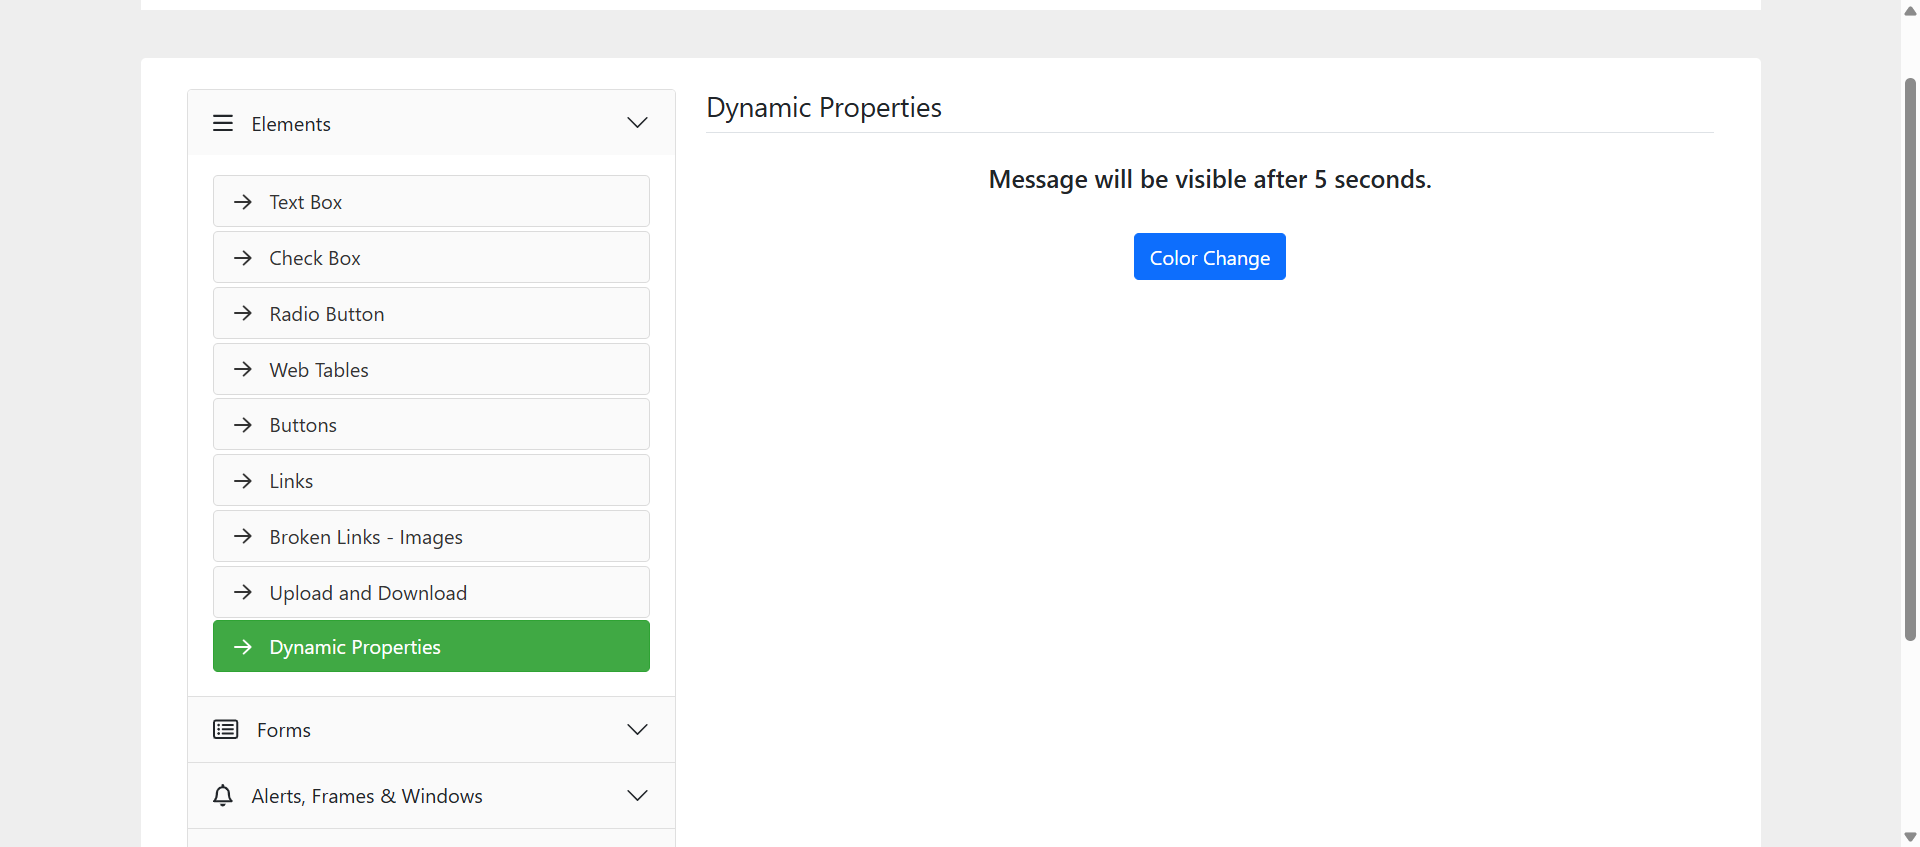 Elements
Text Box
Check Box
Radio Button
Web Tables
Buttons
Links
Broken Links - Images
Upload and Download
Dynamic Properties
Forms
Alerts, Frames & Windows
Dynamic Properties
Message will be visible after 5 seconds.
Color Change